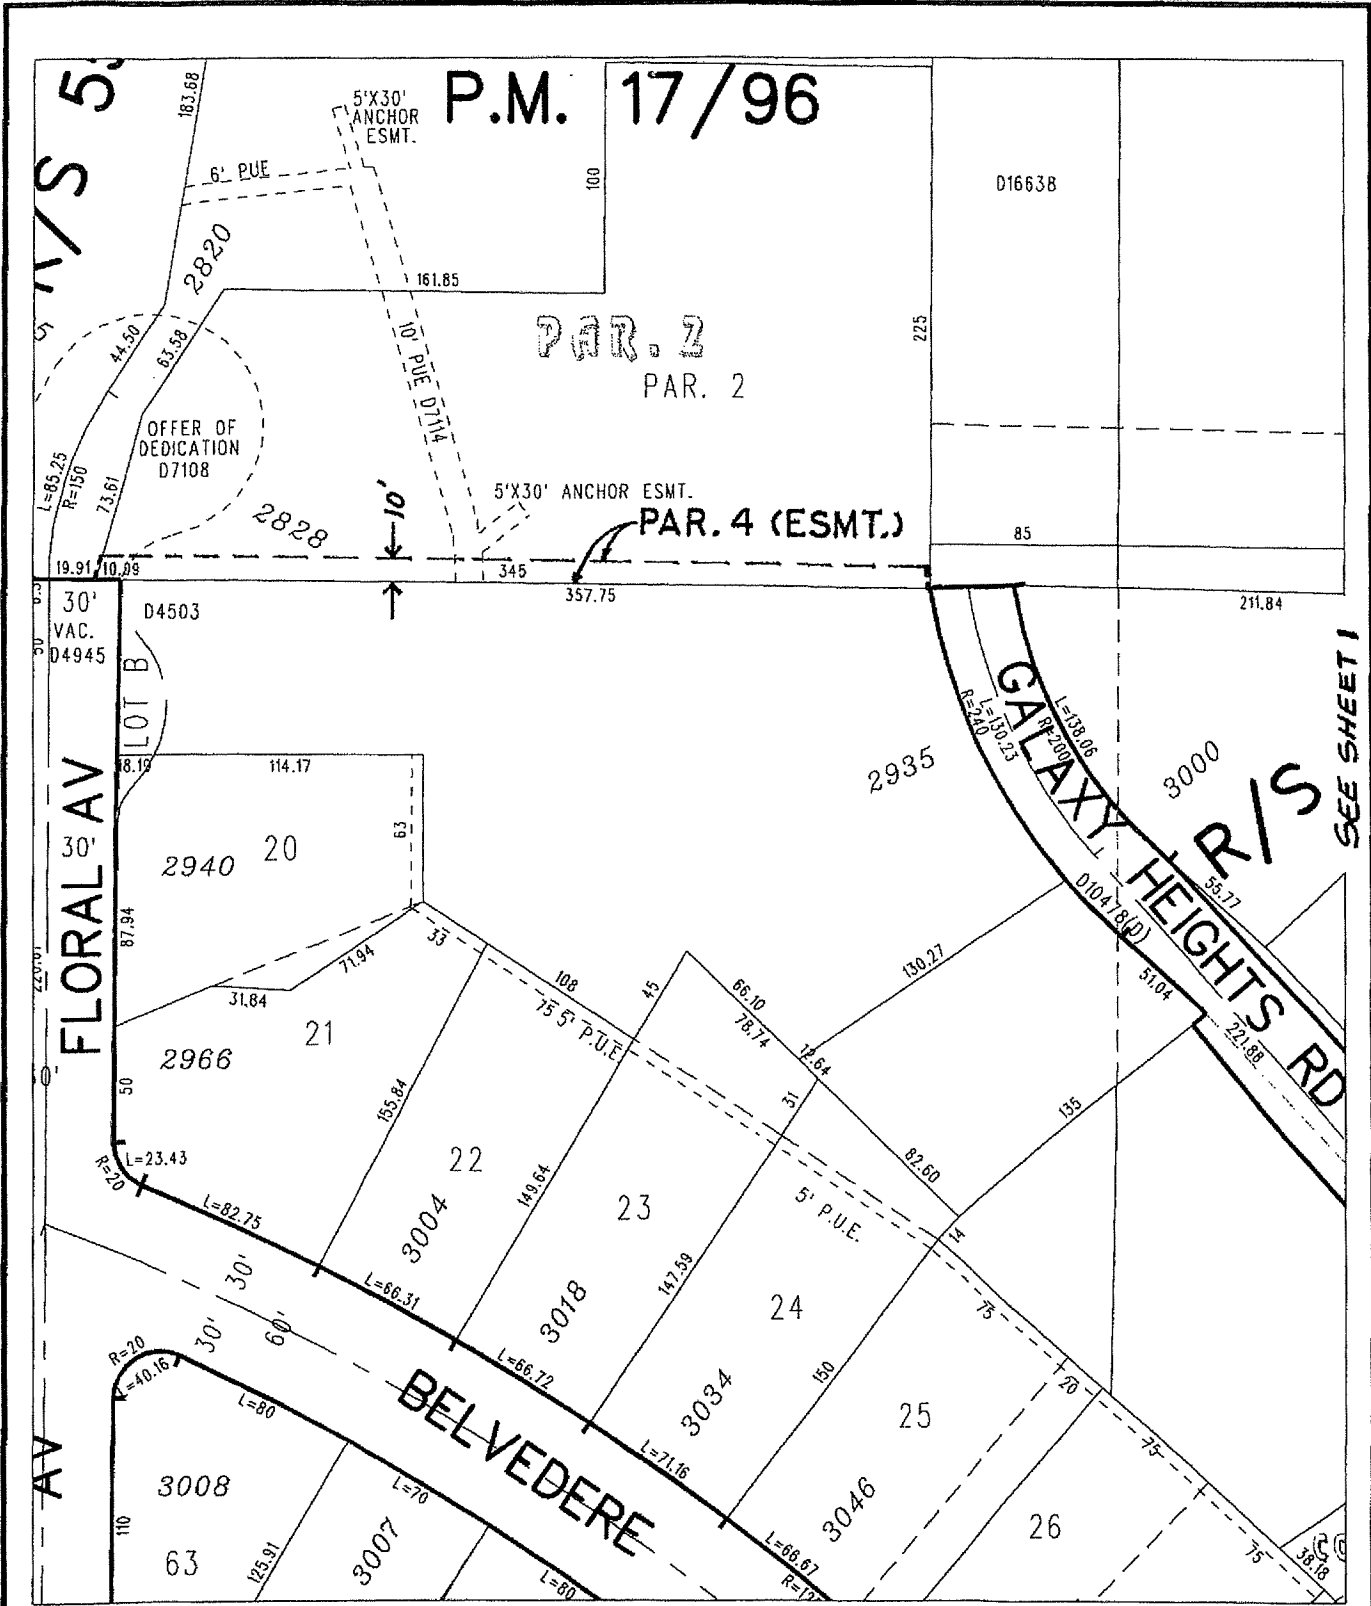 P.M. 17/96
R/S
183.68
5'X30'
ANCHOR
ESMT.
6' PUE
100
D16638
2820
161.85
225
44.50
63.58
10' PUE D7114
PAR. 2
PAR. 2
OFFER OF
DEDICATION
D7108
L=85.25
R=150
73.61
2828
10'
5'X30' ANCHOR ESMT.
PAR. 4 (ESMT.)
85
19.91
10.09
345
357.75
211.84
30'
VAC.
D4945
D4503
50
LOT B
SEE SHEET 1
GALAXY HEIGHTS RD
R=240
L=130.23
R=200
L=138.06
2935
3000
R/S
18.19
114.17
63
FLORAL AV
30'
2940
20
87.94
D10478(D)
55.77
33
71.94
31.84
108
75
5' P.U.E
45
66.10
78.74
130.27
51.04
221.88
21
2966
50
12.64
31
135
155.84
L=23.43
R=20
22
149.64
23
82.60
5' P.U.E.
14
L=82.75
3004
30'
L=66.31
147.59
3018
24
75
30'
60'
R=20
L=40.16
L=66.72
3034
150
20
L=80
BELVEDERE
25
L=71.16
75
AV
3008
L=70
3046
26
110
63
125.91
3007
L=66.67
75
38.18
L=80